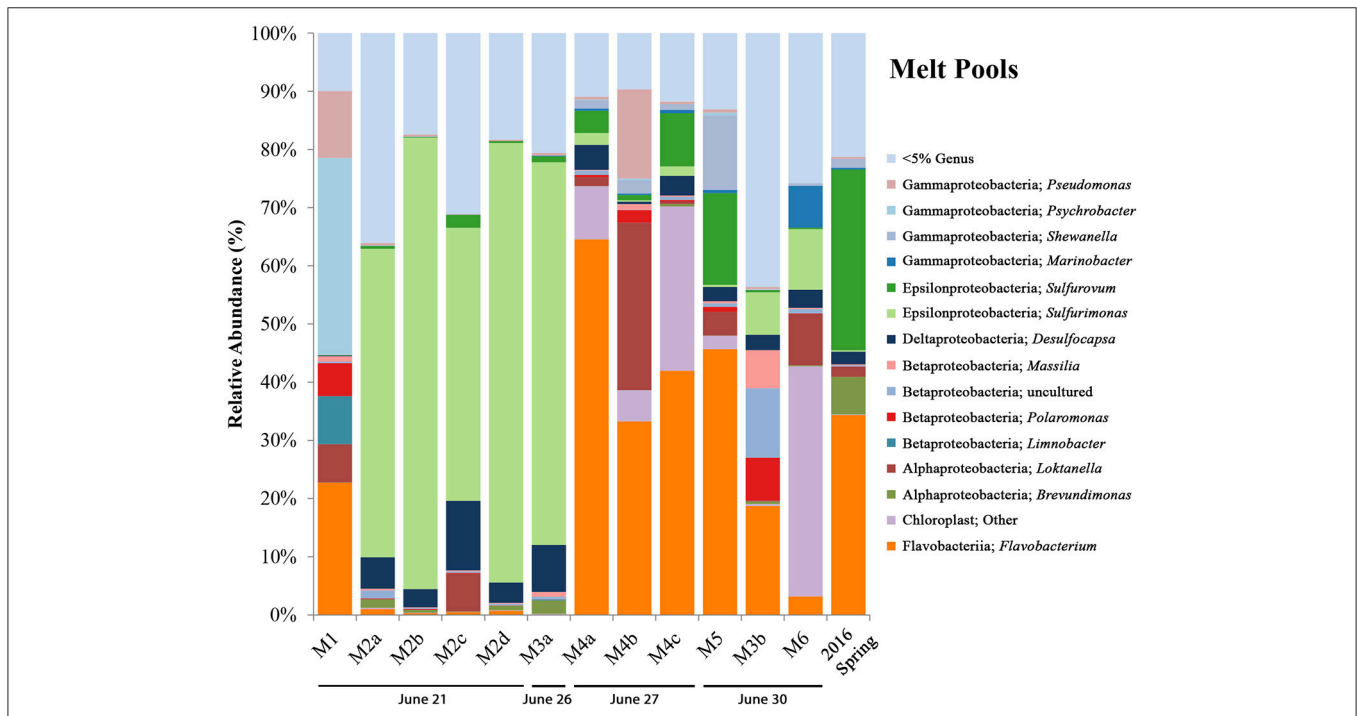 Melt Pools
Relative Abundance (%)
100%
90%
80%
70%
60%
50%
40%
30%
20%
10%
0%
<5% Genus
Gammaproteobacteria; Pseudomonas
Gammaproteobacteria; Psychrobacter
Gammaproteobacteria; Shewanella
Gammaproteobacteria; Marinobacter
Epsilonproteobacteria; Sulfurovum
Epsilonproteobacteria; Sulfurimonas
Deltaproteobacteria; Desulfocapsa
Betaproteobacteria; Massilia
Betaproteobacteria; uncultured
Betaproteobacteria; Polaromonas
Betaproteobacteria; Limnobacter
Alphaproteobacteria; Loktanella
Alphaproteobacteria; Brevundimonas
Chloroplast; Other
Flavobacteriia; Flavobacterium
M1
M2a
M2b
M2c
M2d
M3a
M4a
M4b
M4c
M5
M3b
M6
2016
Spring
June 21
June 26
June 27
June 30